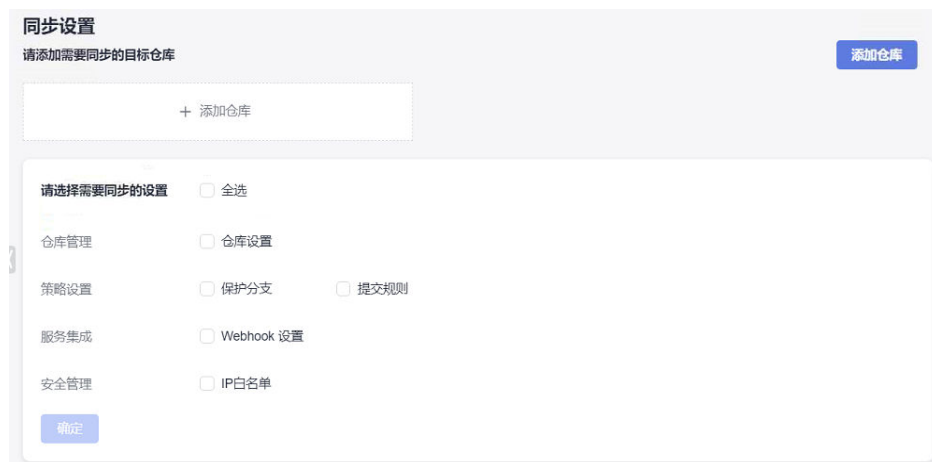 同步设置
请添加需要同步的目标仓库
添加仓库
+ 添加仓库
请选择需要同步的设置 全选
仓库管理 仓库设置
策略设置 保护分支 提交规则
服务集成 Webhook 设置
安全管理 IP白名单
确定